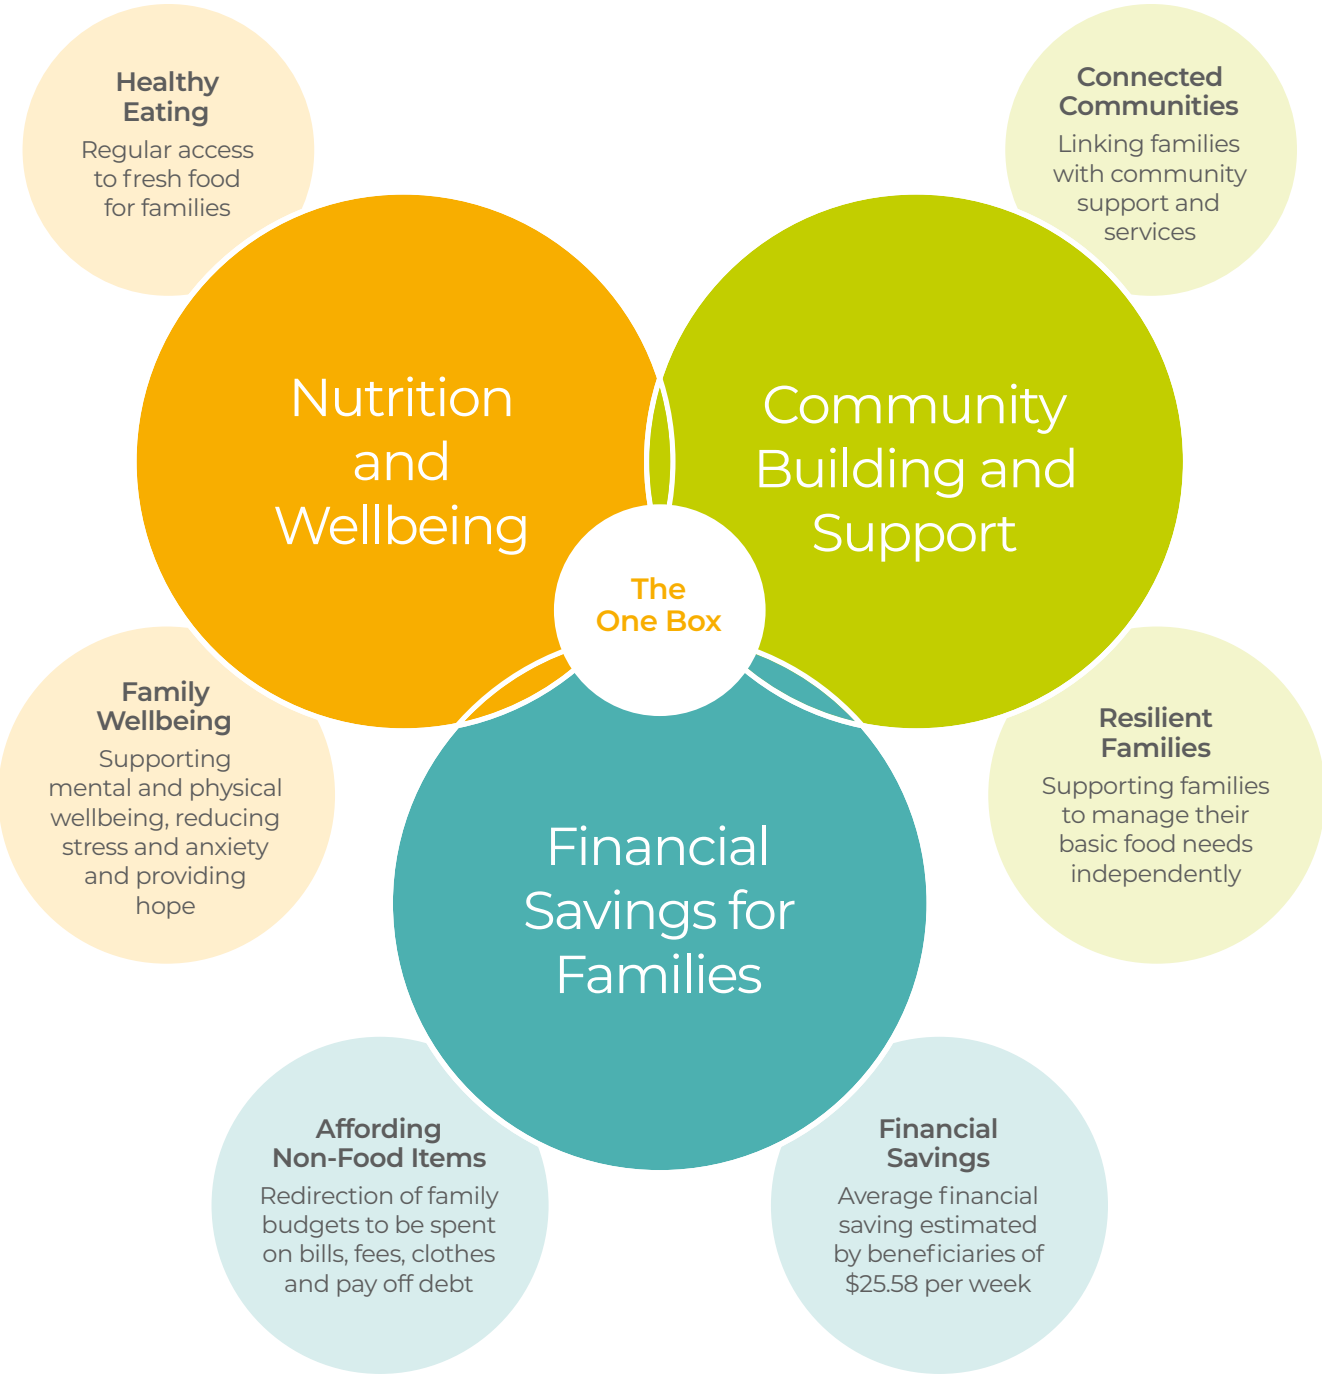 Healthy
Eating
Regular access
to fresh food
for families
Connected
Communities
Linking families
with community
support and
services
Nutrition
and
Wellbeing
Community
Building and
Support
The
One Box
Family
Wellbeing
Supporting
mental and physical
wellbeing, reducing
stress and anxiety
and providing
hope
Resilient
Families
Supporting families
to manage their
basic food needs
independently
Financial
Savings for
Families
Affording
Non-Food Items
Redirection of family
budgets to be spent
on bills, fees, clothes
and pay off debt
Financial
Savings
Average financial
saving estimated
by beneficiaries of
$25.58 per week